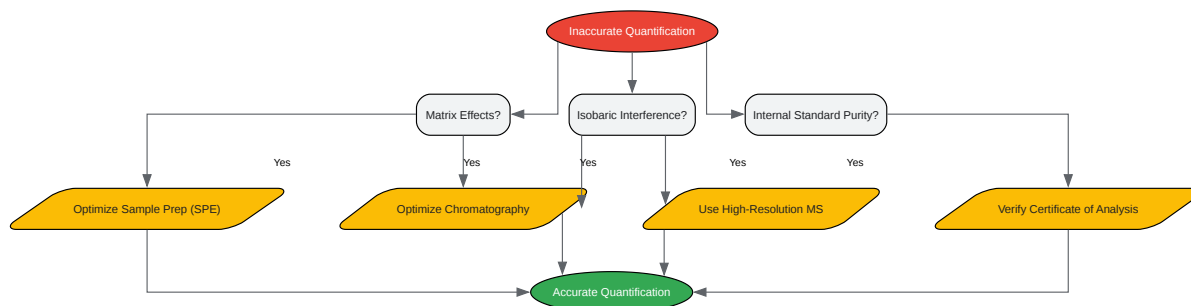 Inaccurate Quantification
Matrix Effects?
Isobaric Interference?
Internal Standard Purity?
Yes
Yes
Yes
Yes
Yes
Optimize Sample Prep (SPE)
Optimize Chromatography
Use High-Resolution MS
Verify Certificate of Analysis
Accurate Quantification